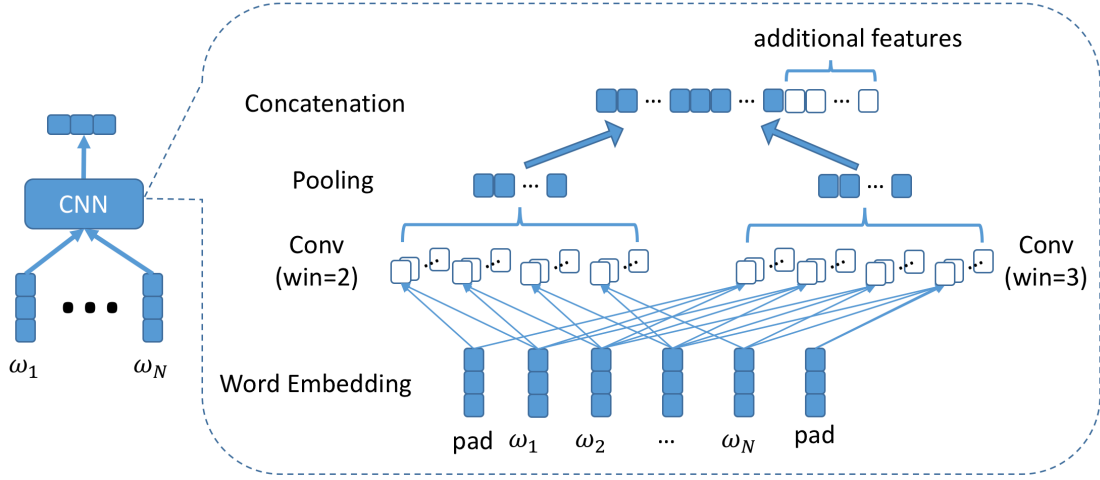 additional features
Concatenation ... ...
Pooling ... ...
CNN
Conv
(win=2)
Conv
(win=3)
ω1 ωN
Word Embedding
pad ω1 ω2 ... ωN pad